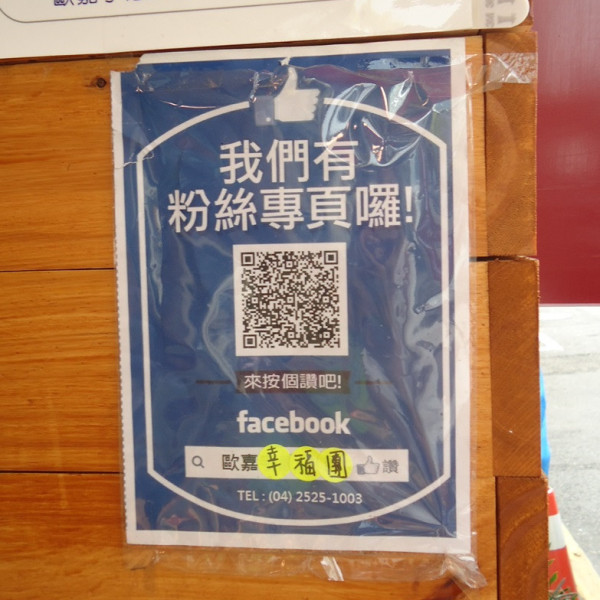 我們有
粉絲專頁囉!
來按個讚吧!
facebook
歐嘉幸福團 讚
TEL : (04) 2525-1003